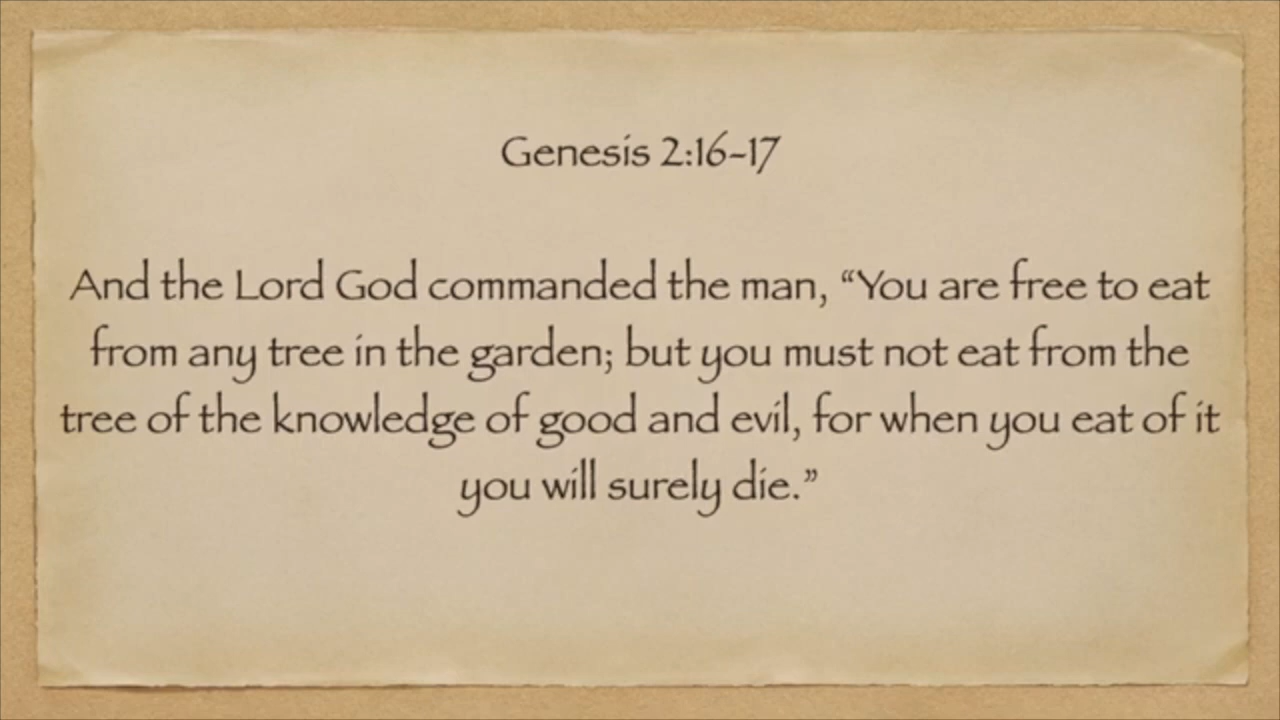 Genesis 2:16-17
And the Lord God commanded the man, “You are free to eat
from any tree in the garden; but you must not eat from the
tree of the knowledge of good and evil, for when you eat of it
you will surely die.”